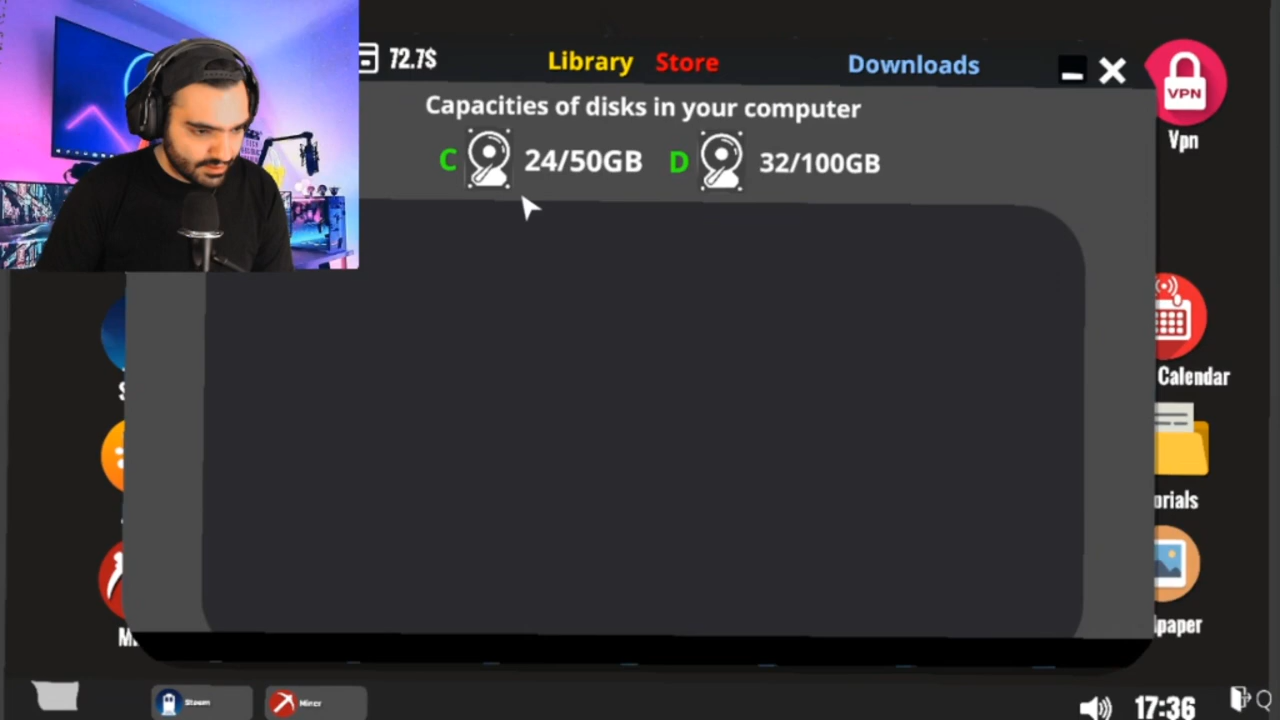 72.7$ Library Store Downloads
VPN
Vpn
Capacities of disks in your computer
C 24/50GB D 32/100GB
Calendar
orials
lpaper
Miner
17:36
Q